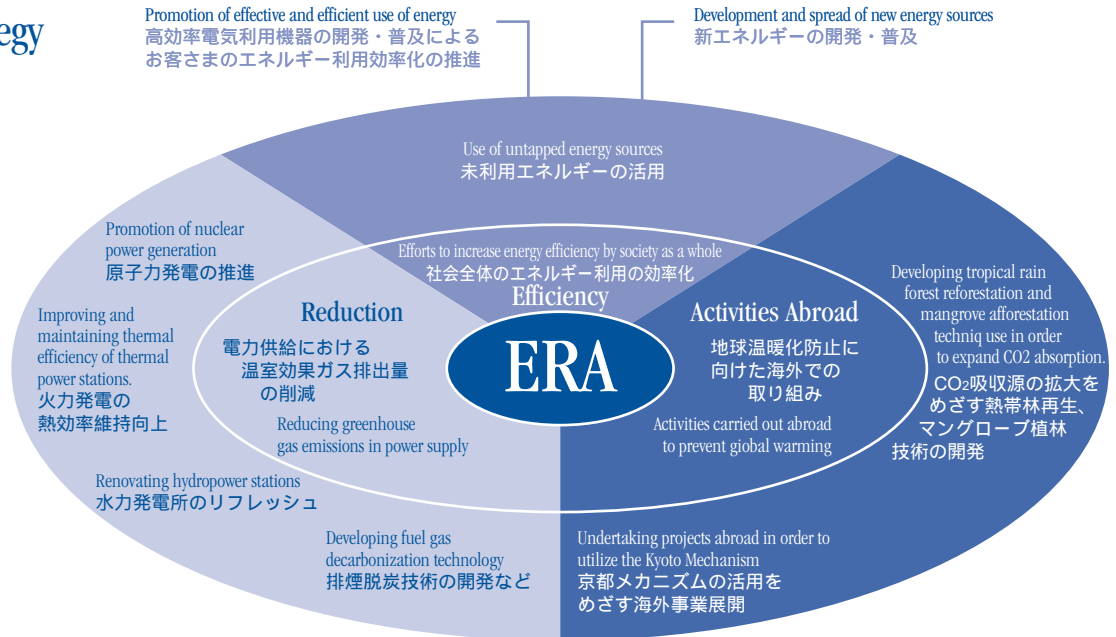 egy
Promotion of effective and efficient use of energy
高効率電気利用機器の開発・普及による
お客さまのエネルギー利用効率化の推進
Development and spread of new energy sources
新エネルギーの開発・普及
Use of untapped energy sources
未利用エネルギーの活用
Efforts to increase energy efficiency by society as a whole
社会全体のエネルギー利用の効率化
Efficiency
ERA
Promotion of nuclear
power generation
原子力発電の推進
Improving and
maintaining thermal
efficiency of thermal
power stations.
火力発電の
熱効率維持向上
Renovating hydropower stations
水力発電所のリフレッシュ
Developing fuel gas
decarbonization technology
排煙脱炭技術の開発など
Reduction
電力供給における
温室効果ガス排出量
の削減
Reducing greenhouse
gas emissions in power supply
Activities Abroad
地球温暖化防止に
向けた海外での
取り組み
Activities carried out abroad
to prevent global warming
Developing tropical rain
forest reforestation and
mangrove afforestation
techniq use in order
to expand CO2 absorption.
CO₂吸収源の拡大を
めざす熱帯林再生、
マングローブ植林
技術の開発
Undertaking projects abroad in order to
utilize the Kyoto Mechanism
京都メカニズムの活用を
めざす海外事業展開